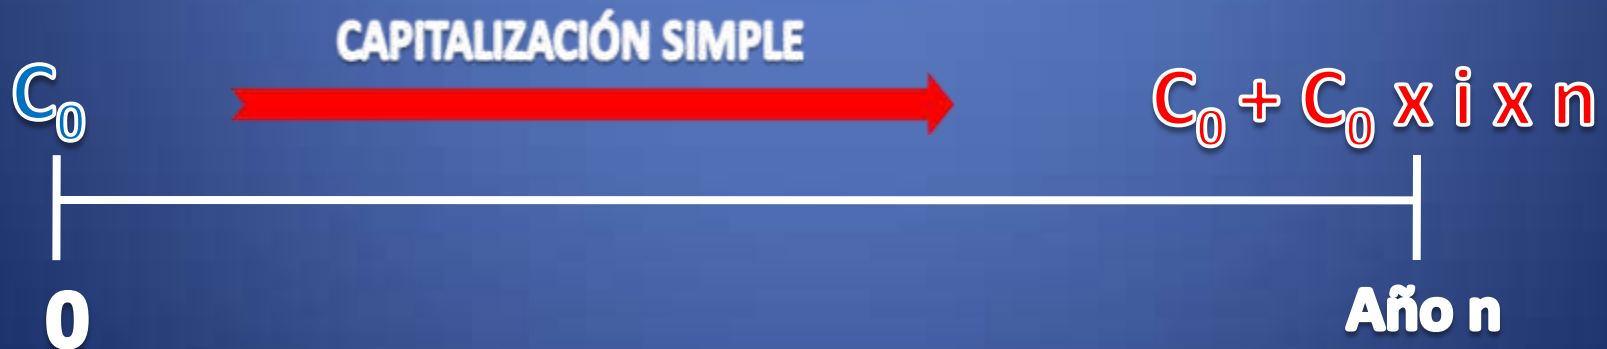 CAPITALIZACIÓN SIMPLE
C₀
C₀ + C₀ x i x n
0
Año n